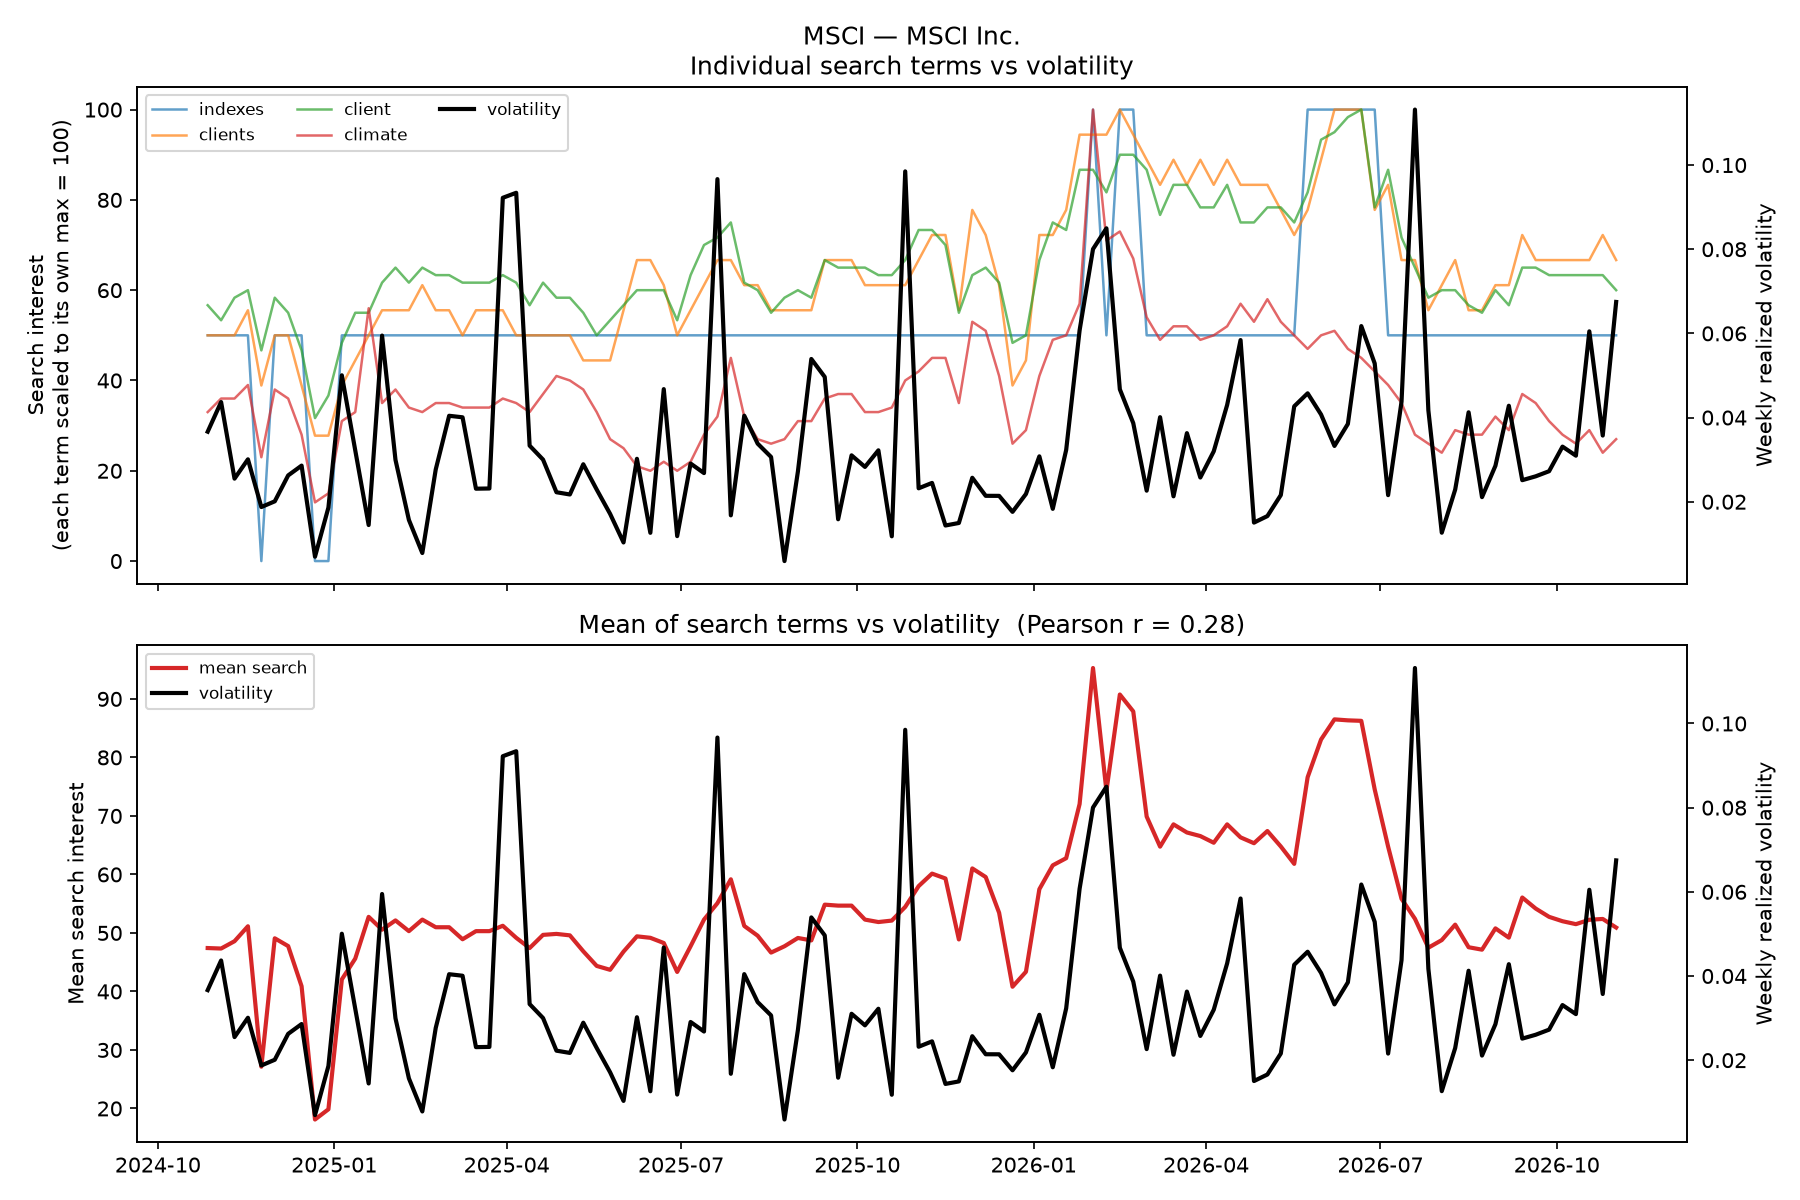 MSCI — MSCI Inc.
Individual search terms vs volatility
indexes
clients
client
climate
volatility
Search interest
(each term scaled to its own max = 100)
100
80
60
40
20
0
0.10
0.08
0.06
0.04
0.02
Weekly realized volatility
Mean of search terms vs volatility (Pearson r = 0.28)
mean search
volatility
Mean search interest
90
80
70
60
50
40
30
20
0.10
0.08
0.06
0.04
0.02
Weekly realized volatility
2024-10
2025-01
2025-04
2025-07
2025-10
2026-01
2026-04
2026-07
2026-10